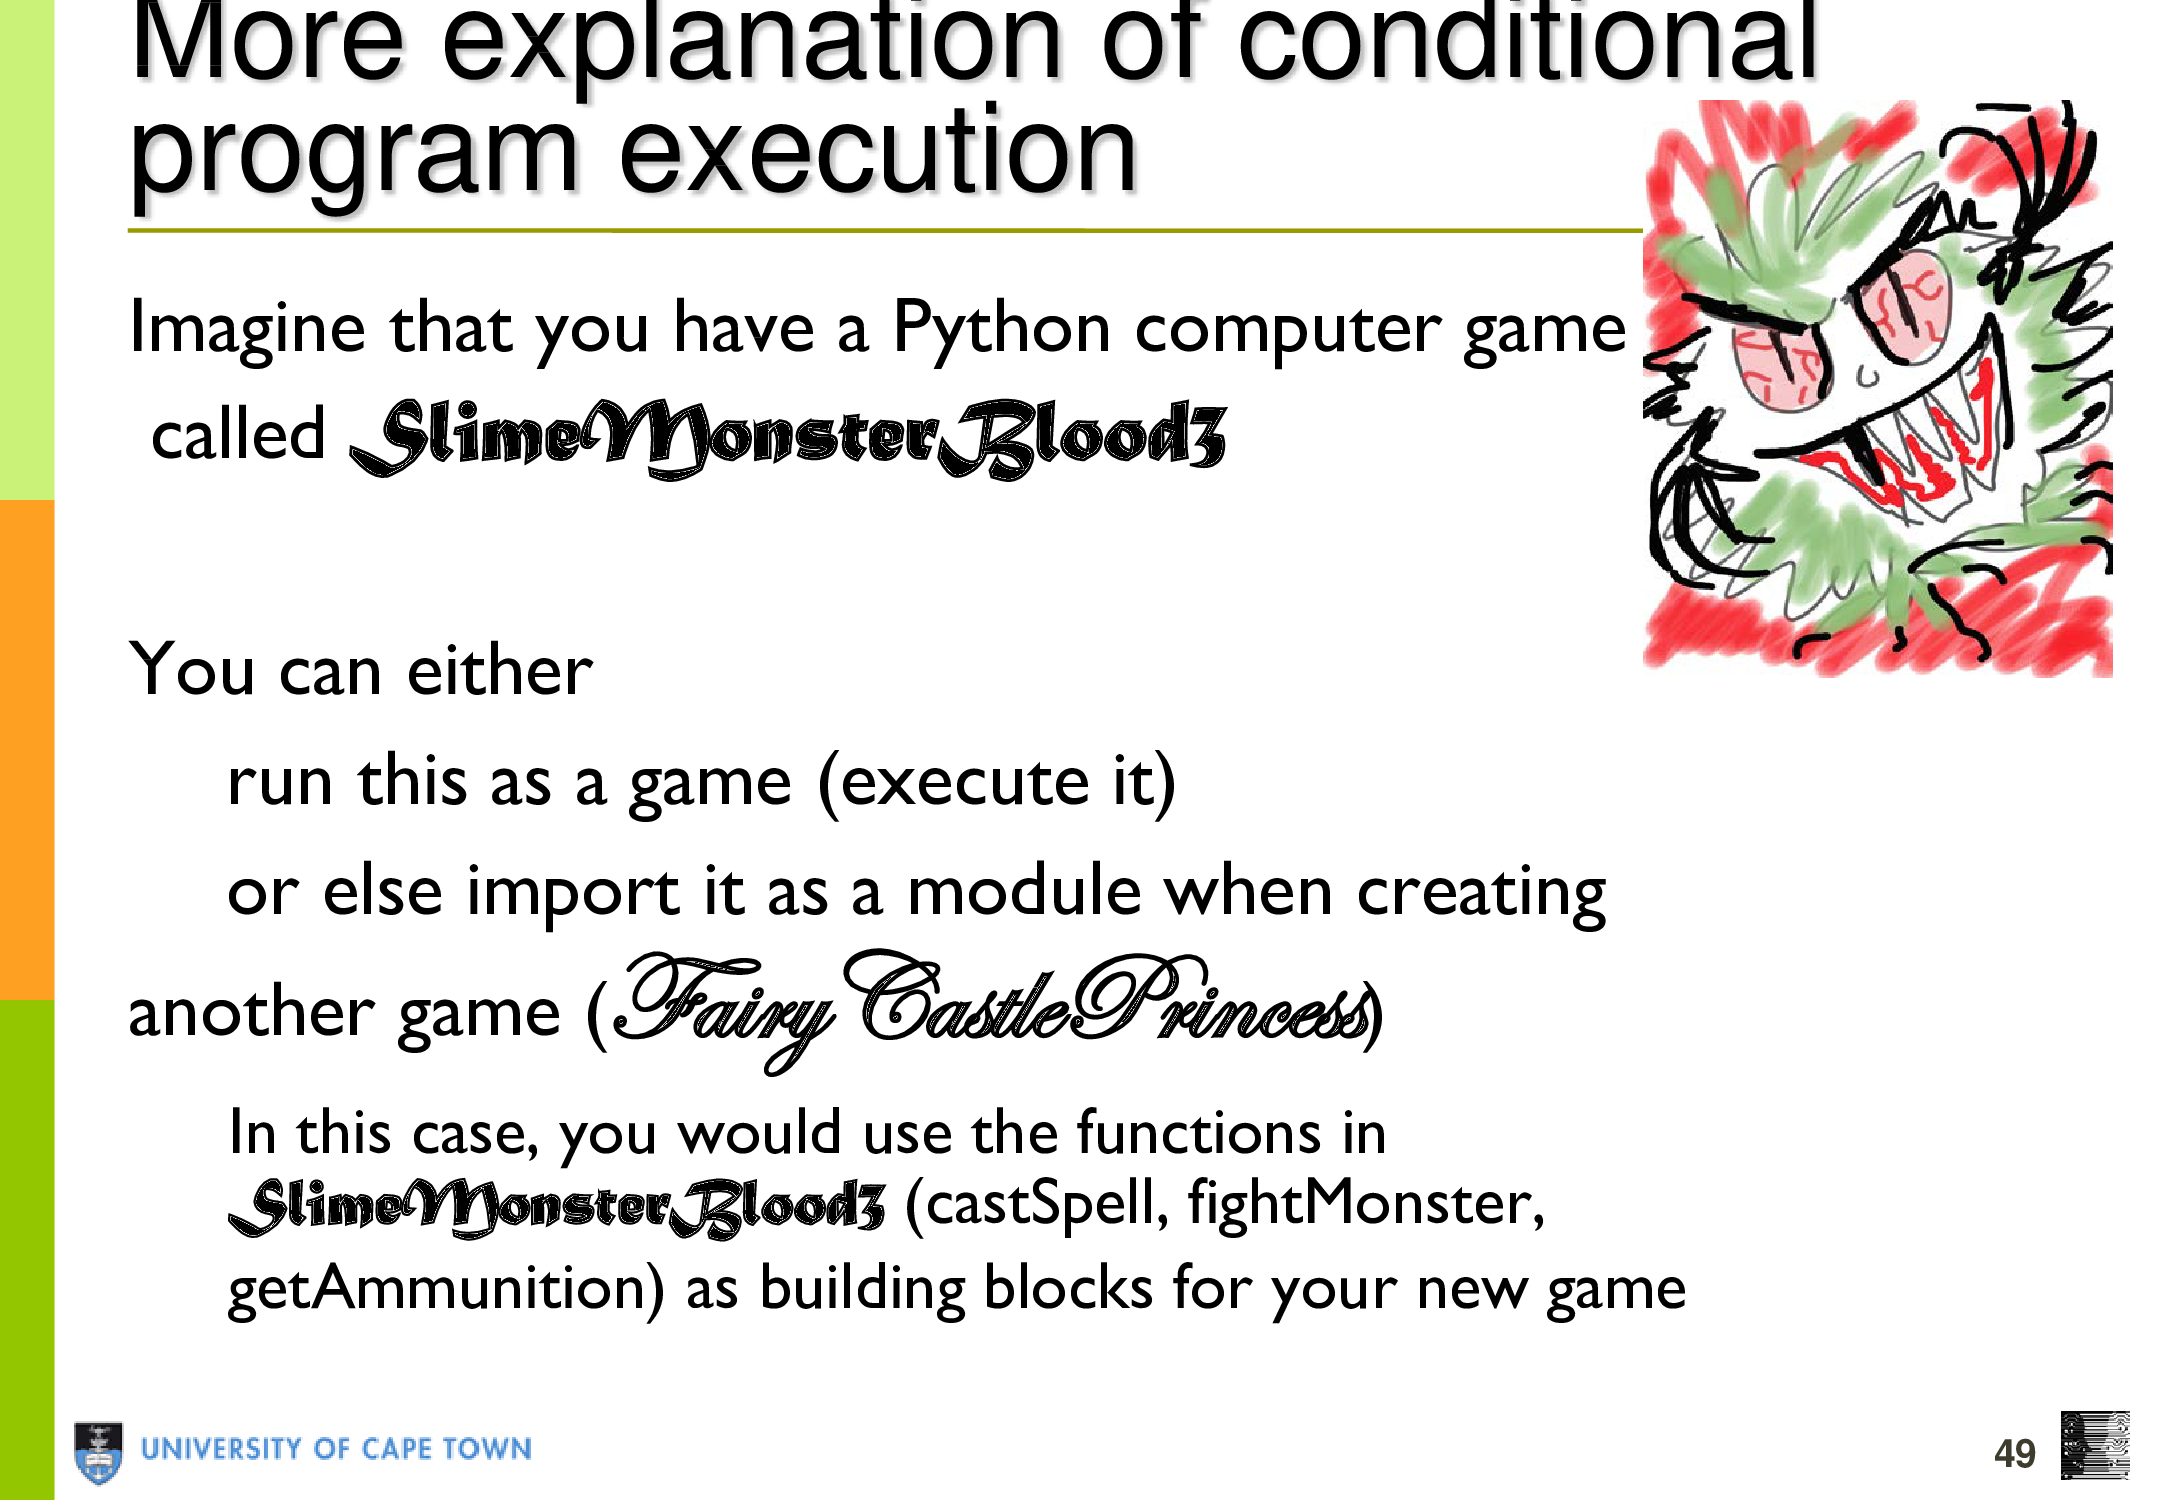 More explanation of conditional
program execution
Imagine that you have a Python computer game
called SlimeMonsterBlood3
You can either
run this as a game (execute it)
or else import it as a module when creating
another game (FairyCastlePrincess)
In this case, you would use the functions in
SlimeMonsterBlood3 (castSpell, fightMonster,
getAmmunition) as building blocks for your new game
UNIVERSITY OF CAPE TOWN
49